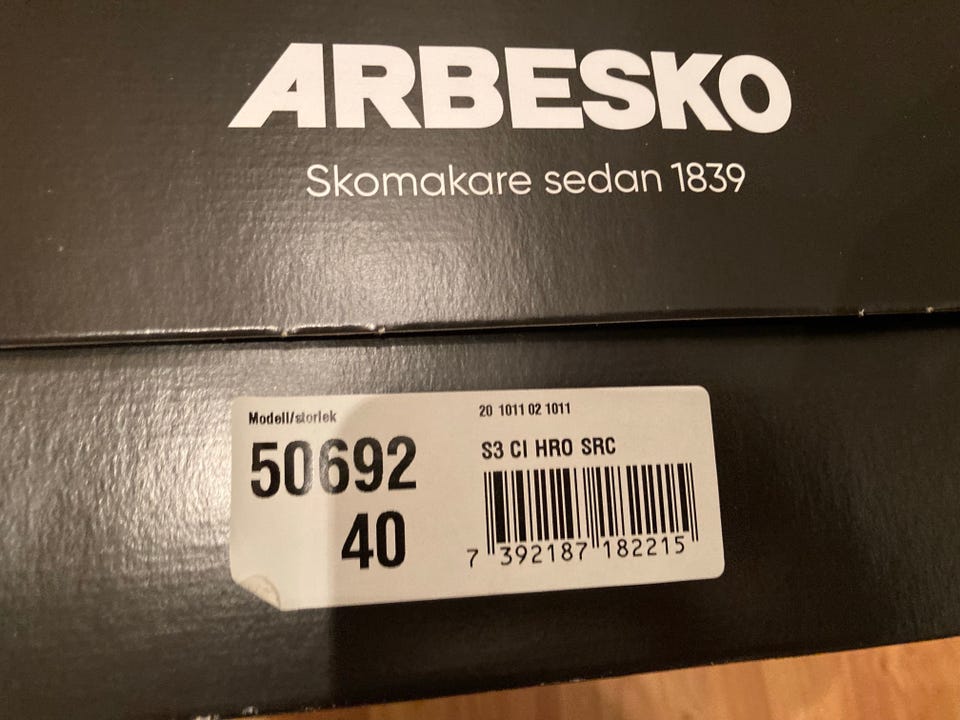 ARBESKO
Skomakare sedan 1839
Modell/storlek
50692
40
20 1011 02 1011
S3 CI HRO SRC
7 392187 182215